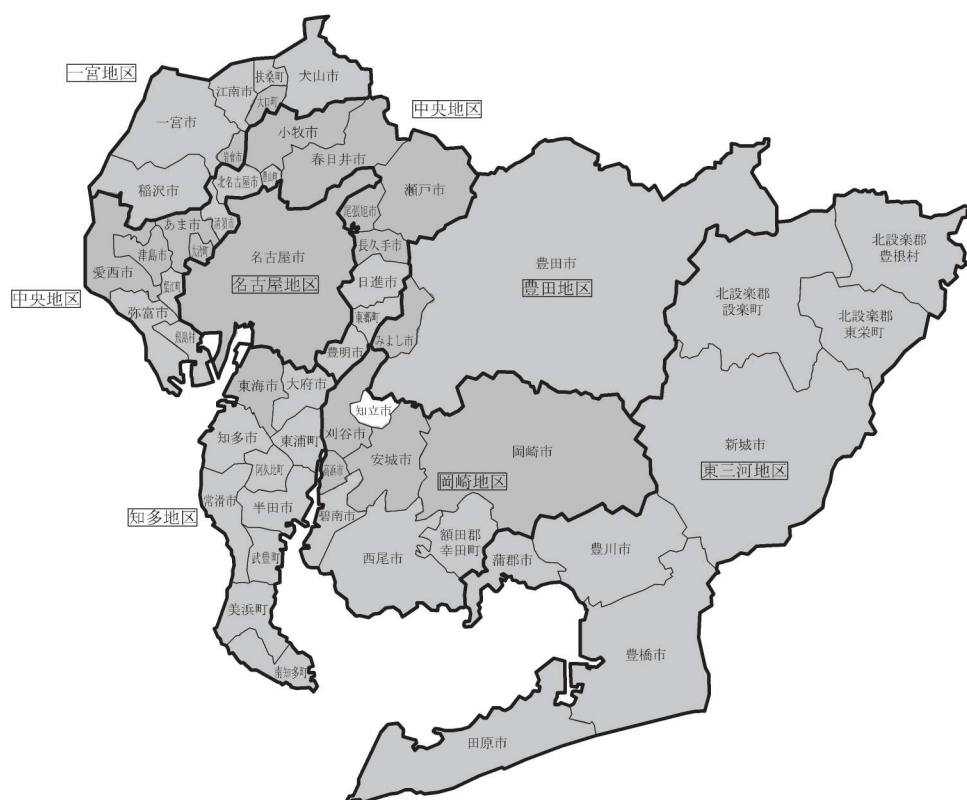 一宮地区
扶桑町
犬山市
江南市
大口町
中央地区
一宮市
小牧市
岩倉市
春日井市
稲沢市
北名古屋市
豊山町
瀬戸市
あま市
清須市
尾張旭市
津島市
大治町
名古屋市
名古屋地区
長久手市
愛西市
蟹江町
日進市
豊田市
豊田地区
中央地区
弥富市
飛島村
東郷町
みよし市
豊明市
北設楽郡
豊根村
北設楽郡
設楽町
北設楽郡
東栄町
東海市
大府市
知立市
知多市
東浦町
刈谷市
安城市
岡崎市
岡崎地区
新城市
東三河地区
阿久比町
高浜市
常滑市
半田市
碧南市
知多地区
武豊町
西尾市
額田郡
幸田町
蒲郡市
豊川市
美浜町
南知多町
豊橋市
田原市